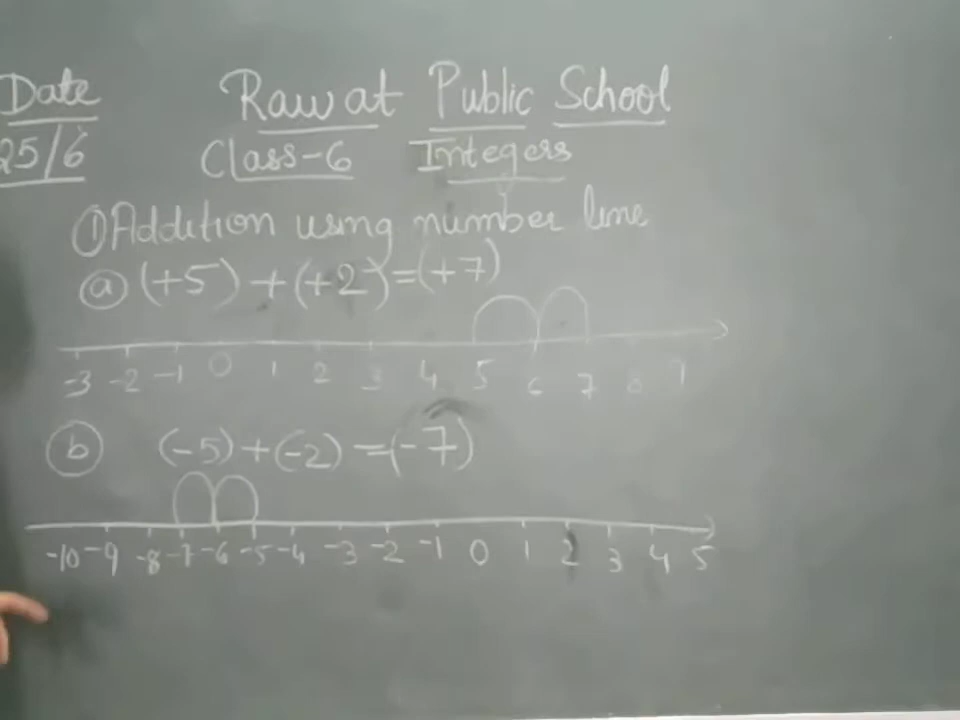 Date Rawat Public School
25/6 Class-6 Integers
① Addition using number line
ⓐ (+5) + (+2) = (+7)
-3 -2 -1 0 1 2 3 4 5 6 7 8 9
ⓑ (-5) + (-2) = (-7)
-10 -9 -8 -7 -6 -5 -4 -3 -2 -1 0 1 2 3 4 5